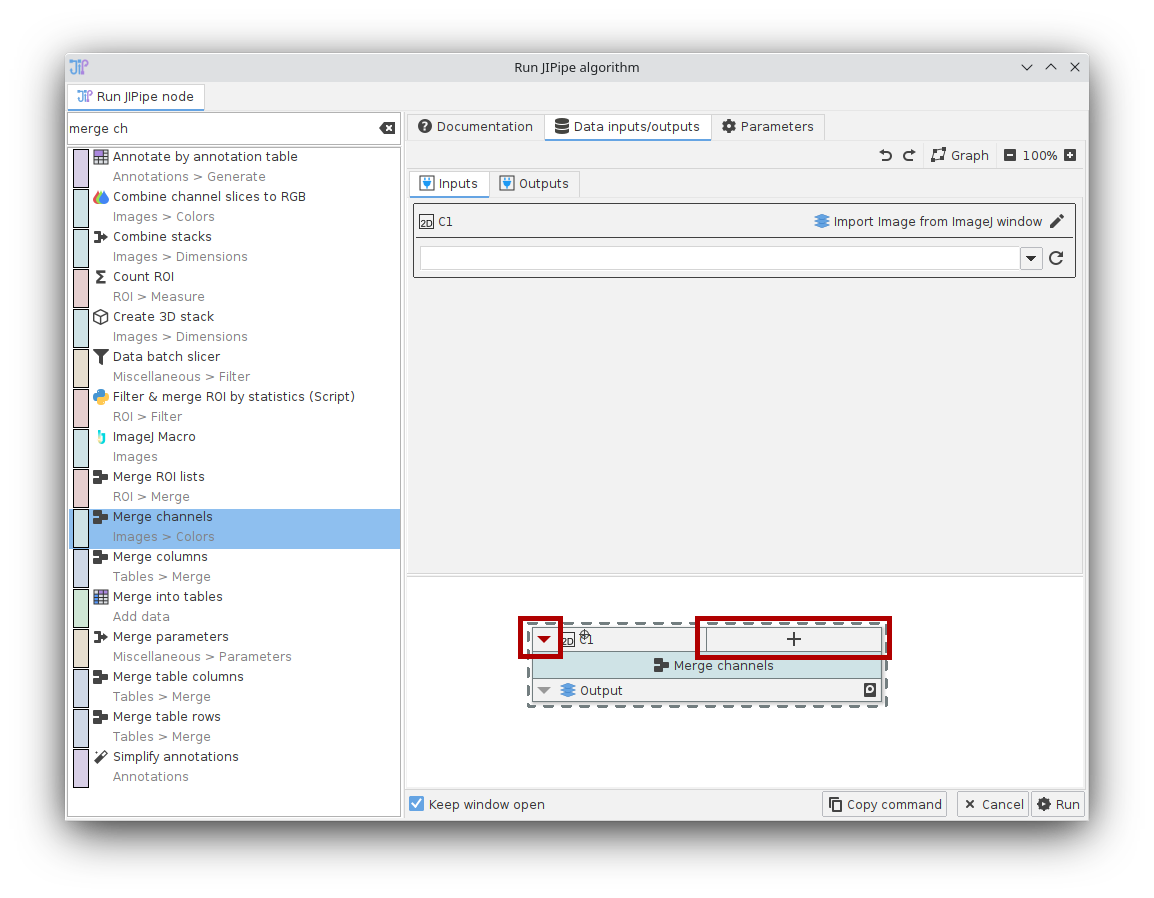 Run JIPipe algorithm
JIP Run JIPipe node
merge ch
Annotate by annotation table
Annotations > Generate
Combine channel slices to RGB
Images > Colors
Combine stacks
Images > Dimensions
Count ROI
ROI > Measure
Create 3D stack
Images > Dimensions
Data batch slicer
Miscellaneous > Filter
Filter & merge ROI by statistics (Script)
ROI > Filter
ImageJ Macro
Images
Merge ROI lists
ROI > Merge
Merge channels
Images > Colors
Merge columns
Tables > Merge
Merge into tables
Add data
Merge parameters
Miscellaneous > Parameters
Merge table columns
Tables > Merge
Merge table rows
Tables > Merge
Simplify annotations
Annotations
Documentation
Data inputs/outputs
Parameters
Graph
100%
Inputs
Outputs
2D C1
Import Image from ImageJ window
2D C1
Merge channels
Output
Keep window open
Copy command
Cancel
Run